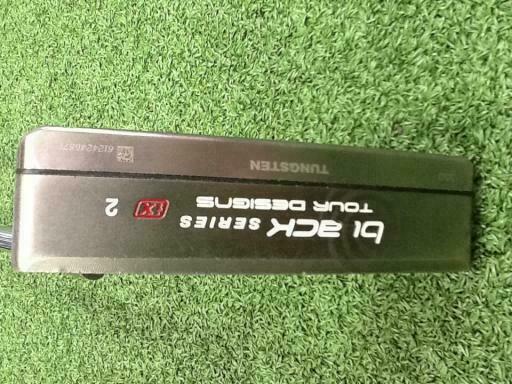 black SERIES
TOUR DESIGNS
iX 2
TUNGSTEN